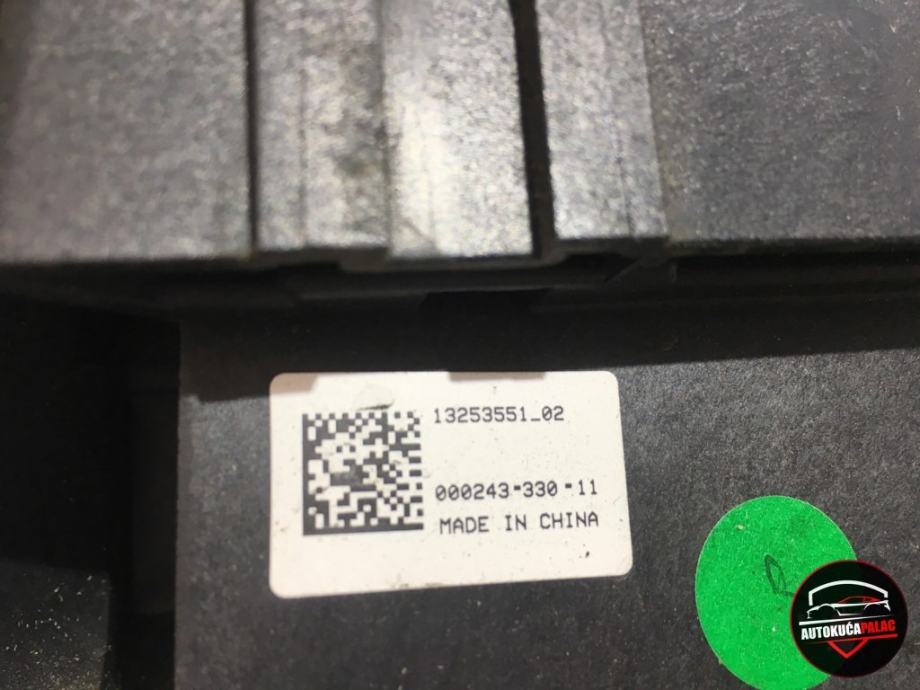 13253551_02
000243-330-11
MADE IN CHINA
AUTOKUĆAPALAC